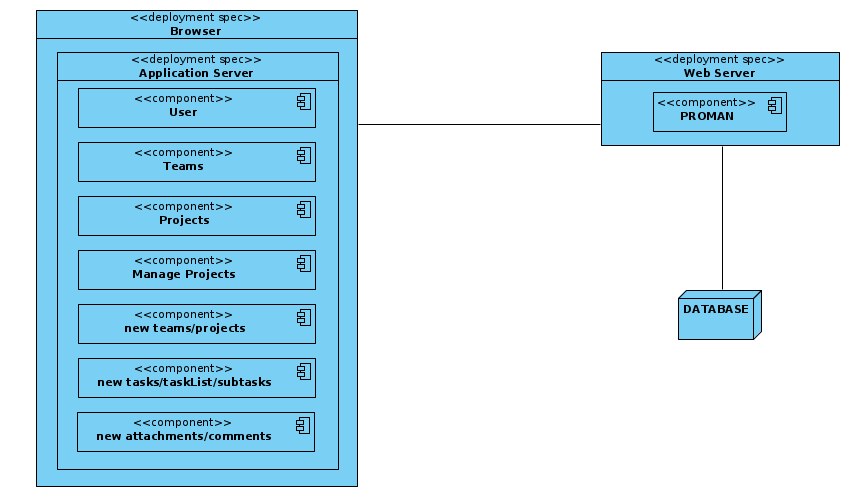 <<deployment spec>>
Browser
<<deployment spec>>
Application Server
<<component>>
User
<<component>>
Teams
<<component>>
Projects
<<component>>
Manage Projects
<<component>>
new teams/projects
<<component>>
new tasks/taskList/subtasks
<<component>>
new attachments/comments
<<deployment spec>>
Web Server
<<component>>
PROMAN
DATABASE